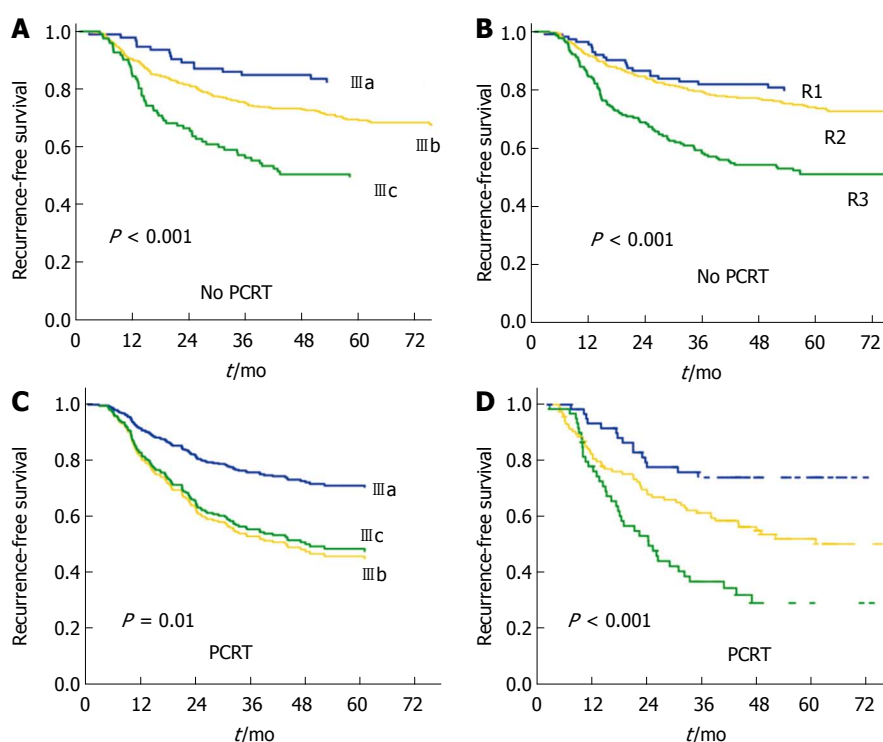 A
Recurrence-free survival
1.0
0.8
0.6
0.4
0.2
0.0
Ⅲa
Ⅲb
Ⅲc
P < 0.001
No PCRT
0 12 24 36 48 60 72
t/mo
B
Recurrence-free survival
1.0
0.8
0.6
0.4
0.2
0.0
R1
R2
R3
P < 0.001
No PCRT
0 12 24 36 48 60 72
t/mo
C
Recurrence-free survival
1.0
0.8
0.6
0.4
0.2
0.0
Ⅲa
Ⅲc
Ⅲb
P = 0.01
PCRT
0 12 24 36 48 60 72
t/mo
D
Recurrence-free survival
1.0
0.8
0.6
0.4
0.2
0.0
P < 0.001
PCRT
0 12 24 36 48 60 72
t/mo